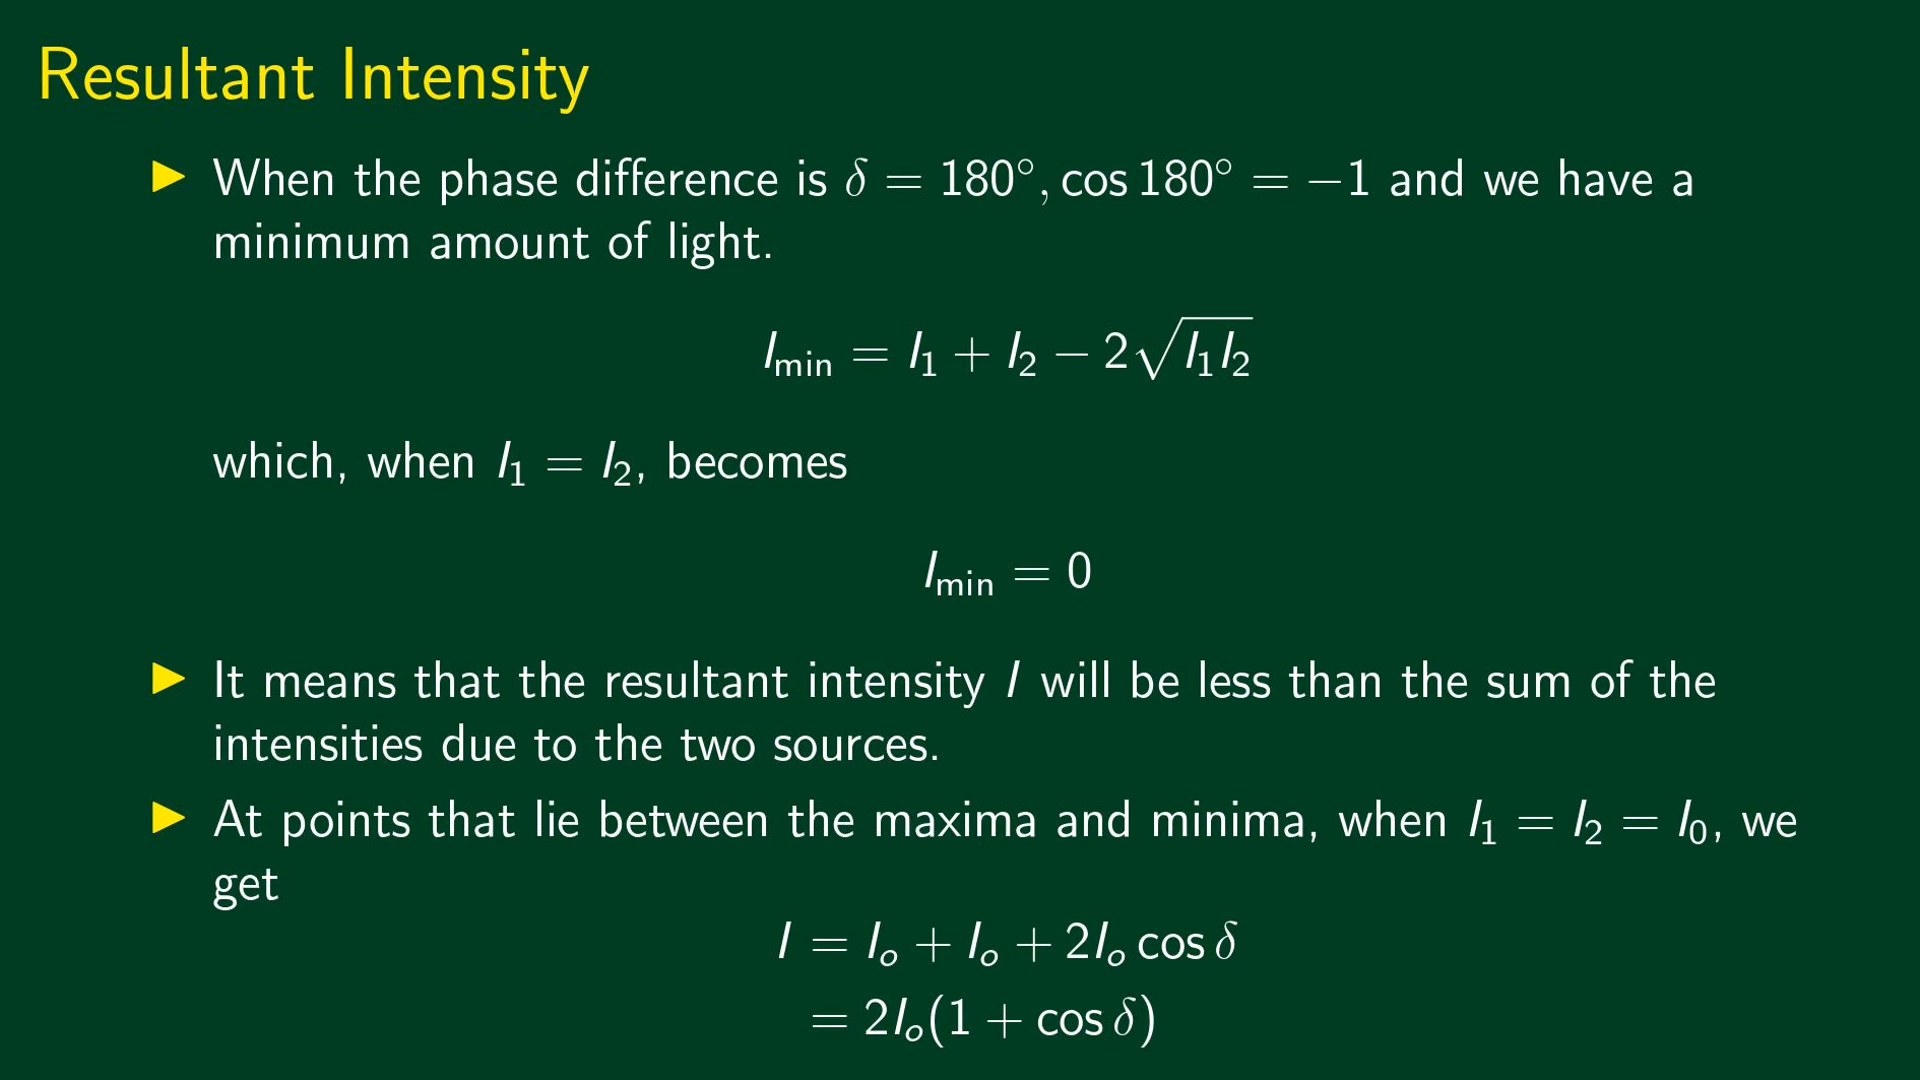 Resultant Intensity
▶ When the phase difference is δ = 180°, cos 180° = −1 and we have a
minimum amount of light.
I_min = I_1 + I_2 − 2√(I_1 I_2)
which, when I_1 = I_2, becomes
I_min = 0
▶ It means that the resultant intensity I will be less than the sum of the
intensities due to the two sources.
▶ At points that lie between the maxima and minima, when I_1 = I_2 = I_0, we
get
I = I_o + I_o + 2I_o cos δ
= 2I_o(1 + cos δ)